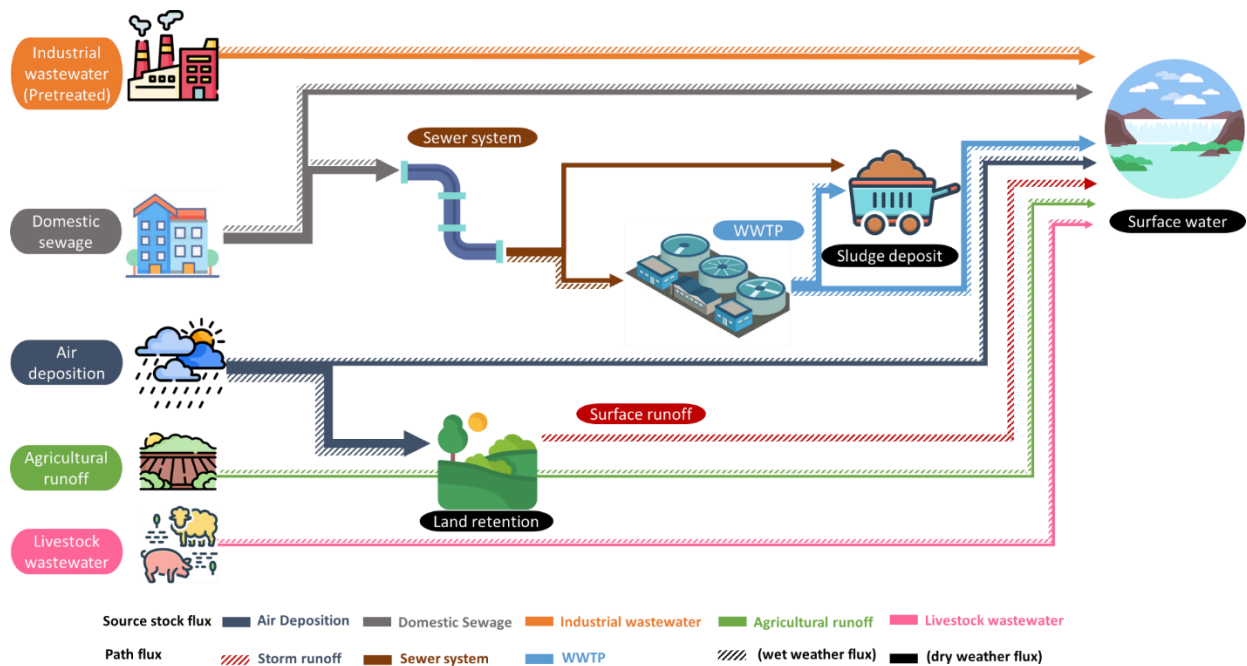 Industrial
wastewater
(Pretreated)
Sewer system
Domestic
sewage
WWTP
Sludge deposit
Surface water
Air
deposition
Surface runoff
Agricultural
runoff
Land retention
Livestock
wastewater
Source stock flux Air Deposition Domestic Sewage Industrial wastewater Agricultural runoff Livestock wastewater
Path flux Storm runoff Sewer system WWTP (wet weather flux) (dry weather flux)